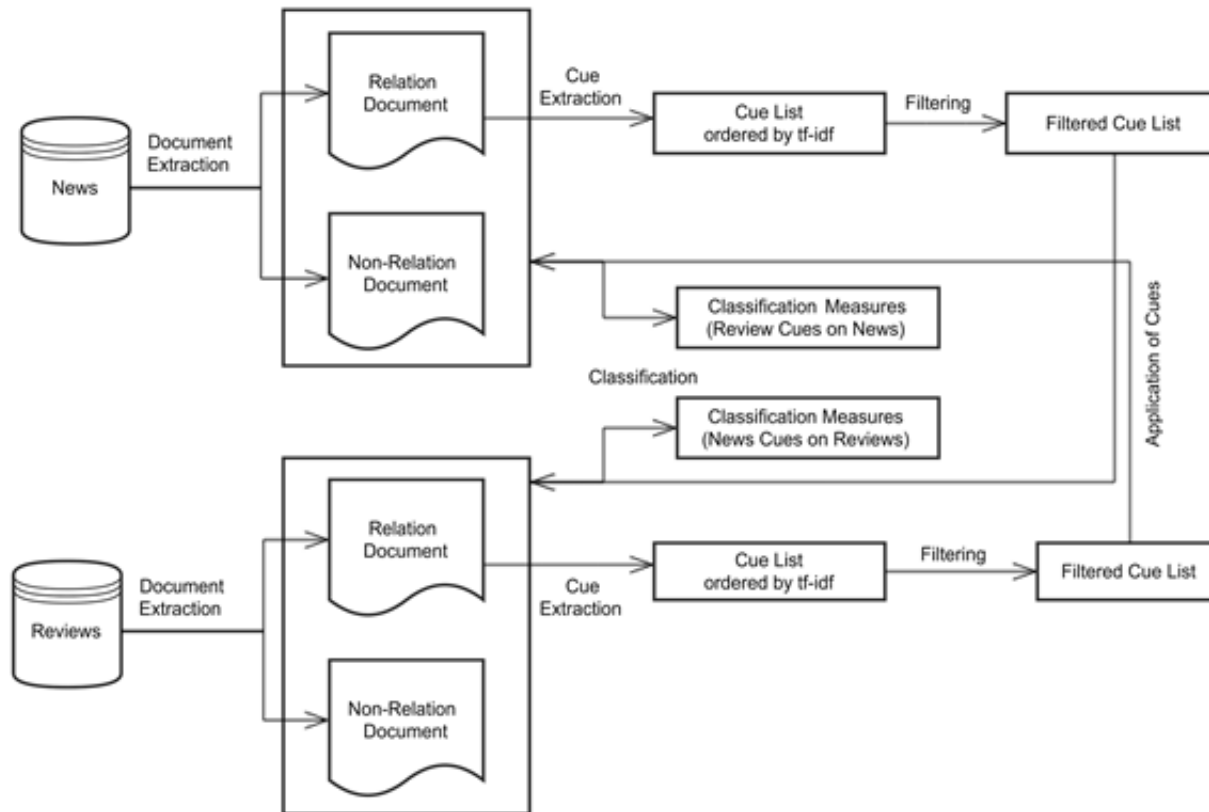 Relation
Document
Cue
Extraction
Cue List
ordered by tf-idf
Filtering
Filtered Cue List
Document
Extraction
News
Non-Relation
Document
Classification Measures
(Review Cues on News)
Classification
Classification Measures
(News Cues on Reviews)
Application of Cues
Relation
Document
Cue
Extraction
Cue List
ordered by tf-idf
Filtering
Filtered Cue List
Document
Extraction
Reviews
Non-Relation
Document